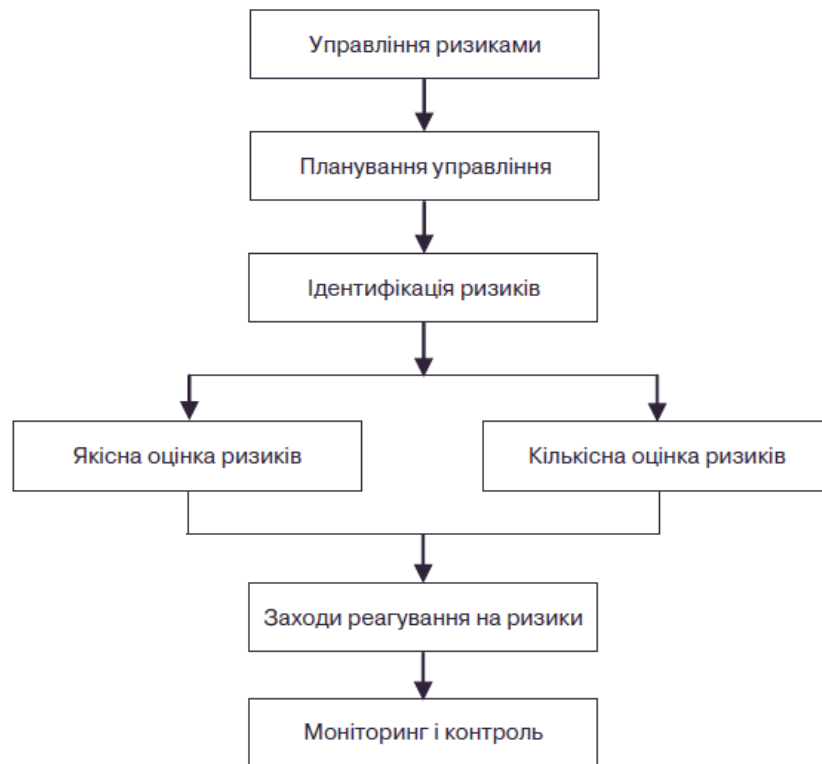 Управління ризиками
Планування управління
Ідентифікація ризиків
Якісна оцінка ризиків
Кількісна оцінка ризиків
Заходи реагування на ризики
Моніторинг і контроль